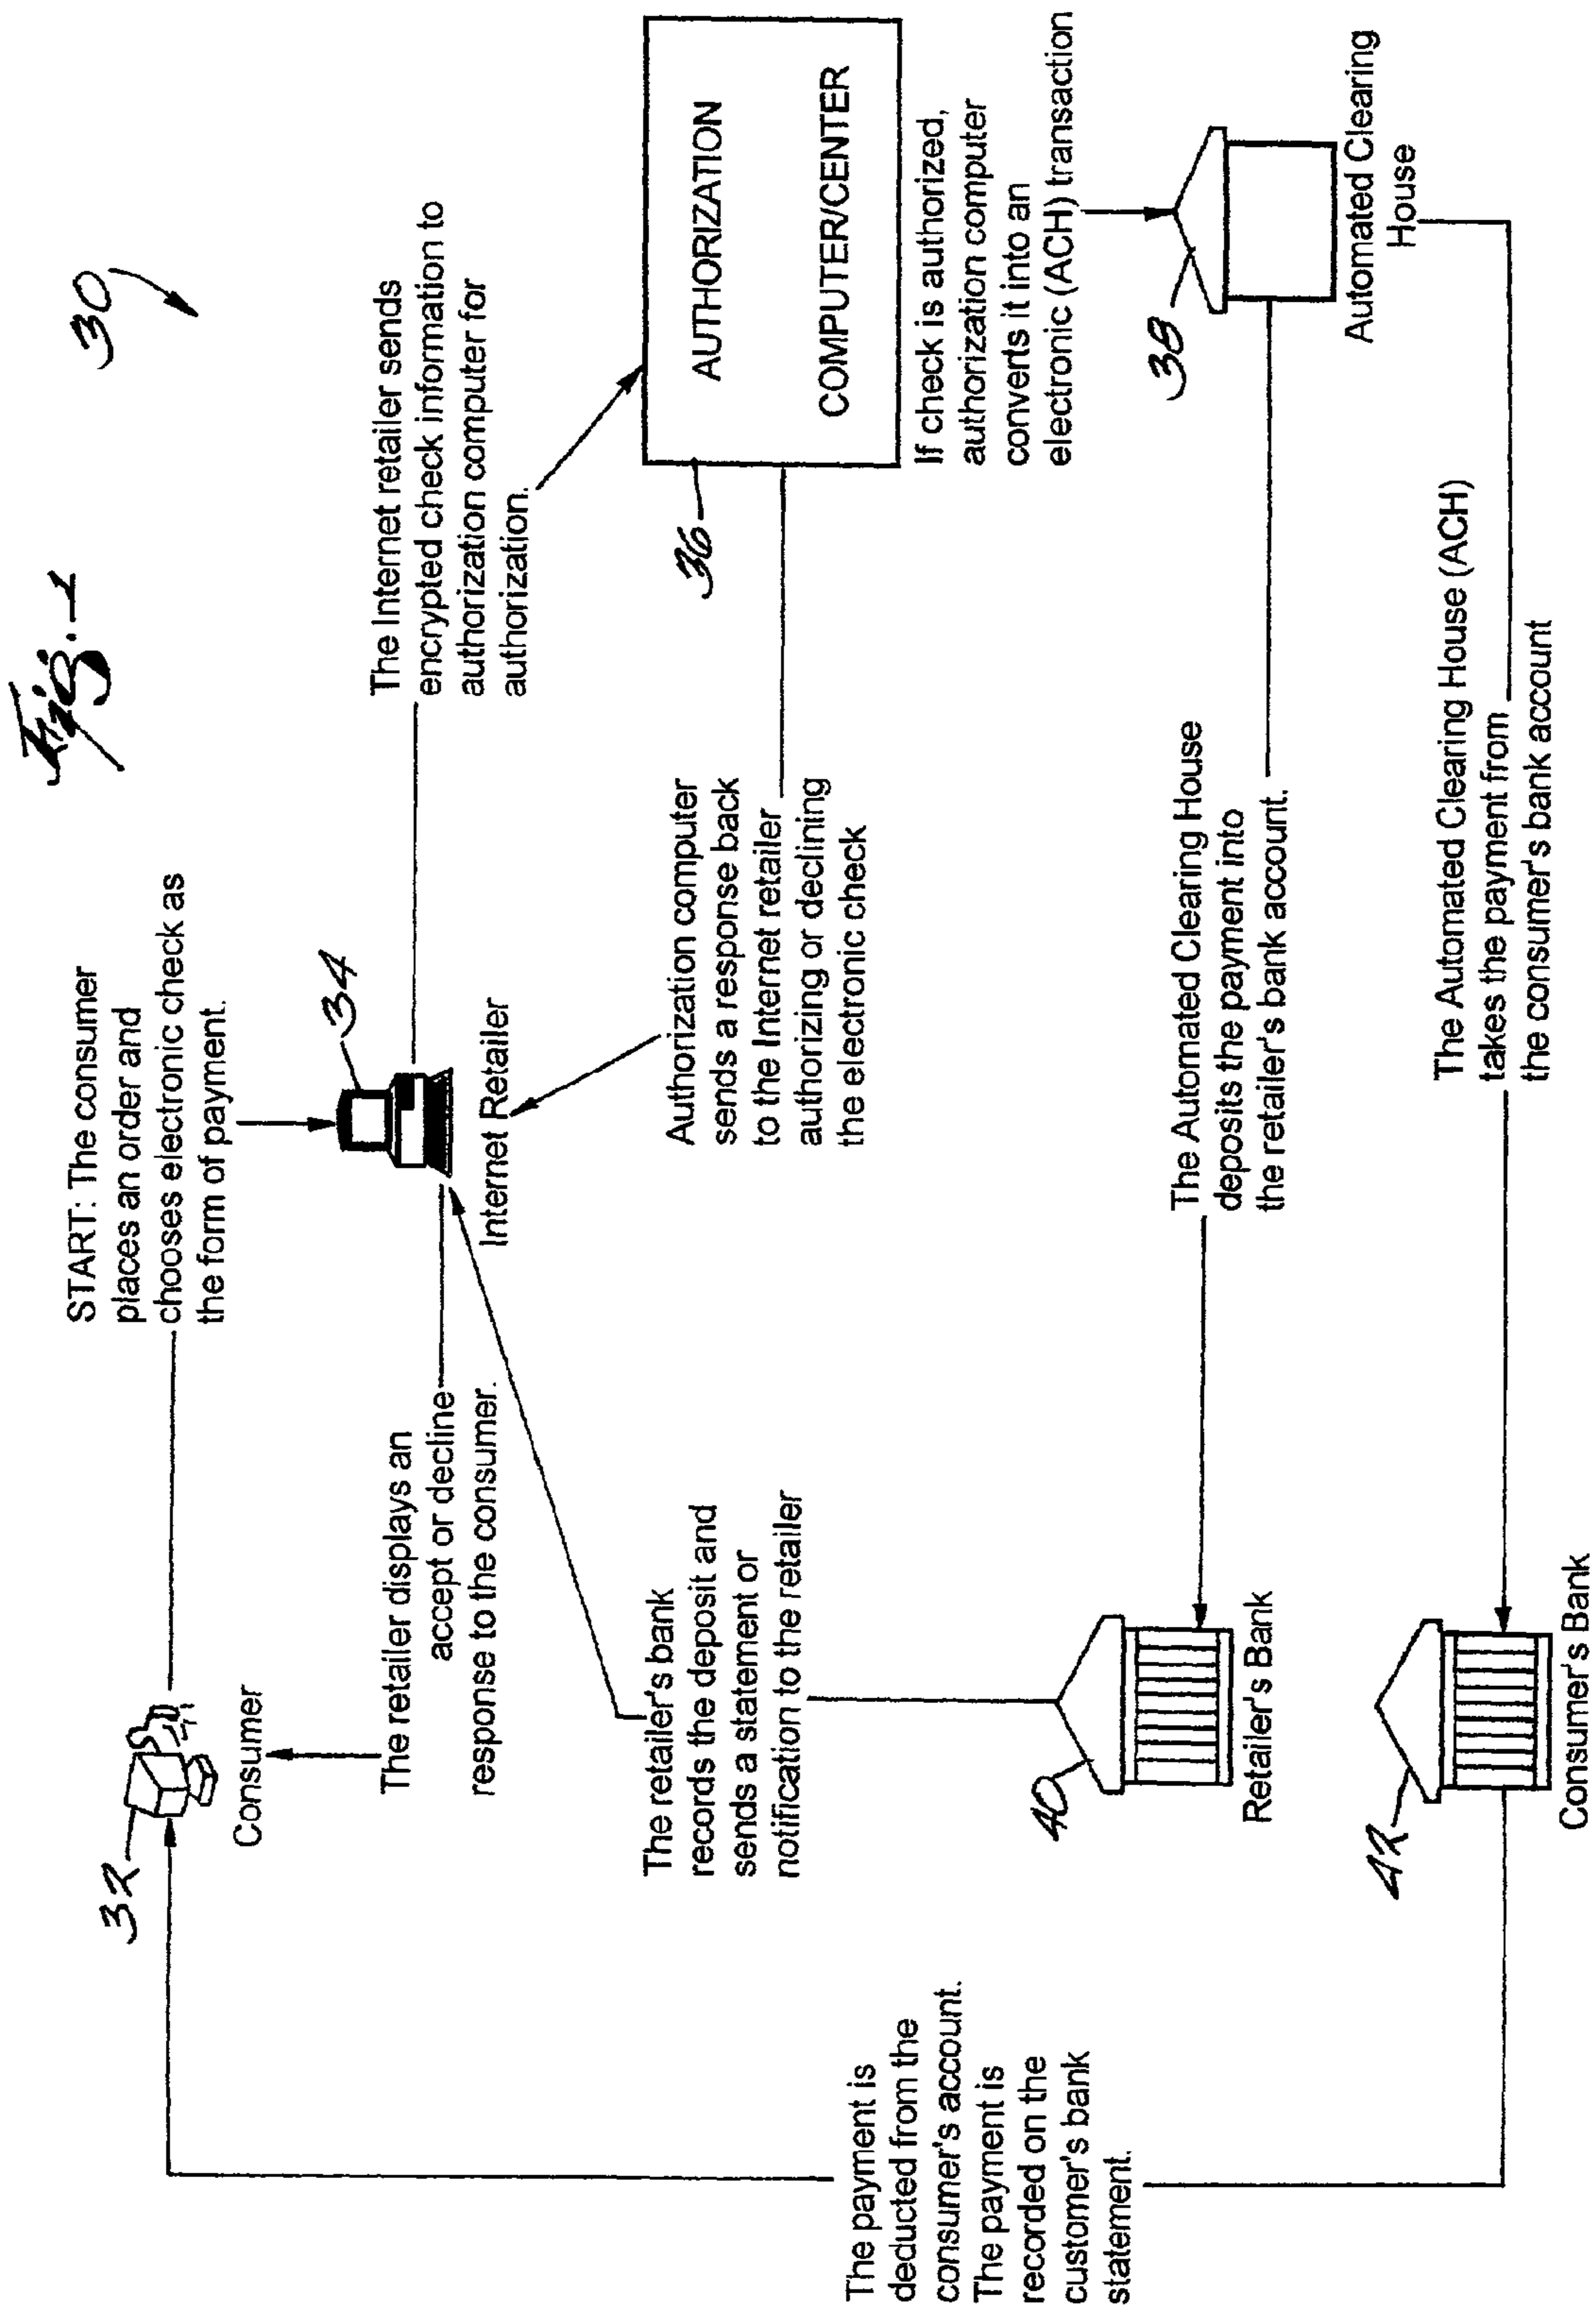 Fig.-1
30
START: The consumer
places an order and
chooses electronic check as
the form of payment.
32
Consumer
34
Internet Retailer
The retailer displays an
accept or decline
response to the consumer.
The Internet retailer sends
encrypted check information to
authorization computer for
authorization.
36
AUTHORIZATION
COMPUTER/CENTER
Authorization computer
sends a response back
to the Internet retailer
authorizing or declining
the electronic check
If check is authorized,
authorization computer
converts it into an
electronic (ACH) transaction
38
Automated Clearing
House
The Automated Clearing House
deposits the payment into
the retailer's bank account.
The retailer's bank
records the deposit and
sends a statement or
notification to the retailer
40
Retailer's Bank
The Automated Clearing House (ACH)
takes the payment from
the consumer's bank account
42
Consumer's Bank
The payment is
deducted from the
consumer's account.
The payment is
recorded on the
customer's bank
statement.